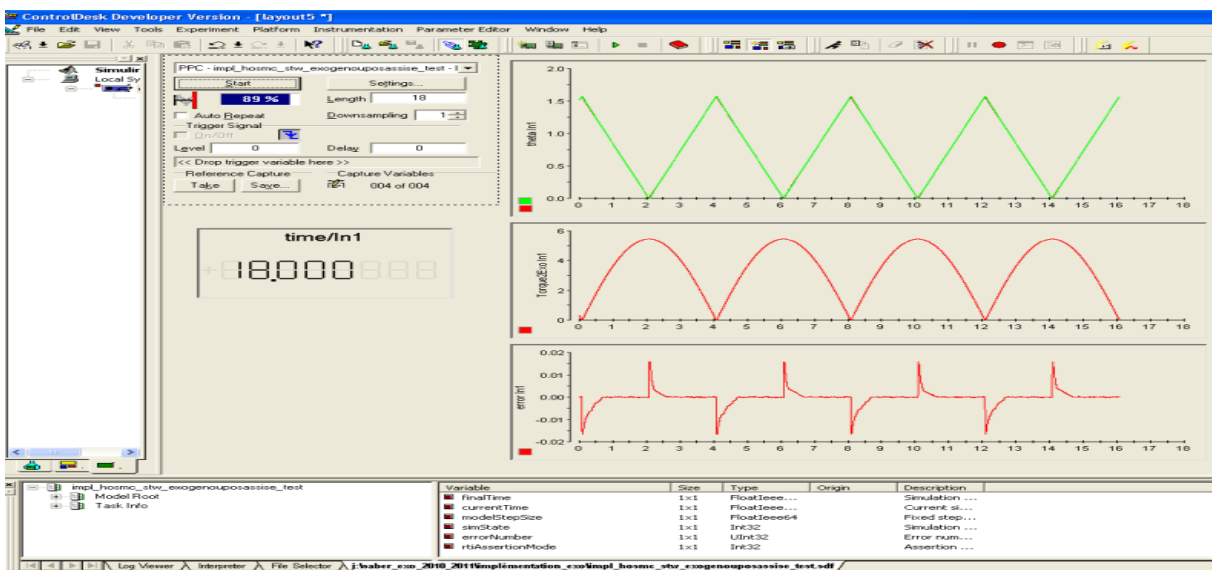 ControlDesk Developer Version - [layout5 *]
File Edit View Tools Experiment Platform Instrumentation Parameter Editor Window Help
Simulir
Local Sy
PPC - impl_hosmc_stw_exogenouposassise_test -
Start Settings...
89 % Length 18
Auto Repeat Downsampling 1
Trigger Signal
On/Off
Level 0 Delay 0
<< Drop trigger variable here >>
Reference Capture Capture Variables
Take Save... 004 of 004
time/In1
+ 18.000
theta In1
2.0
1.5
1.0
0.5
0.0
0 1 2 3 4 5 6 7 8 9 10 11 12 13 14 15 16 17 18
Torque2Exo In1
6
4
2
0
0 1 2 3 4 5 6 7 8 9 10 11 12 13 14 15 16 17 18
error In1
0.02
0.01
0.00
-0.01
-0.02
0 1 2 3 4 5 6 7 8 9 10 11 12 13 14 15 16 17 18
impl_hosmc_stw_exogenouposassise_test
Model Root
Task Info
Variable Size Type Origin Description
finalTime 1x1 FloatIeee... Simulation ...
currentTime 1x1 FloatIeee... Current si...
modelStepSize 1x1 FloatIeee64 Fixed step...
simState 1x1 Int32 Simulation ...
errorNumber 1x1 UInt32 Error num...
rtiAssertionMode 1x1 Int32 Assertion ...
Log Viewer Interpreter File Selector j:\saber_exo_2010_2011\implémentation_exo\impl_hosmc_stw_exogenouposassise_test.sdf